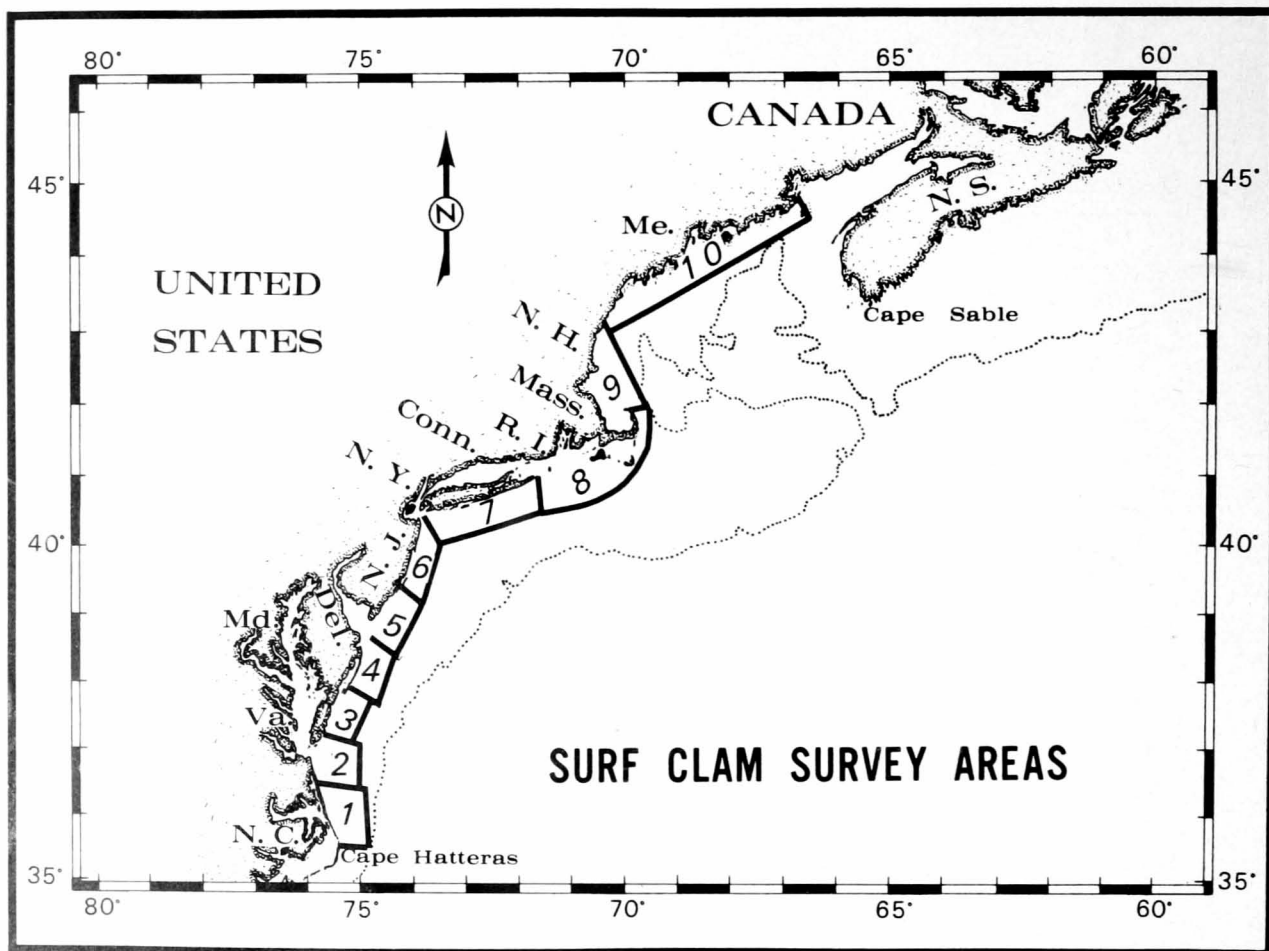 80° 75° 70° 65° 60°
CANADA
45° 45°
N. S.
Me.
UNITED
STATES
Cape Sable
N. H.
10
9
Mass.
R. I.
Conn.
N. Y.
8
7
40° 40°
N. J.
6
Del.
5
Md.
4
3
Va.
2
SURF CLAM SURVEY AREAS
1
N. C.
Cape Hatteras
35° 35°
80° 75° 70° 65° 60°
N